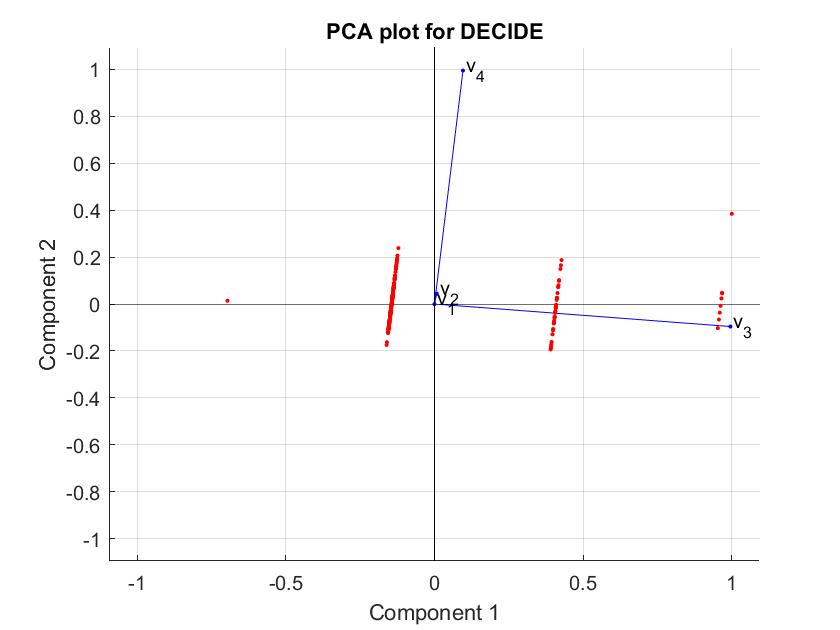 PCA plot for DECIDE
Component 2
1
0.8
0.6
0.4
0.2
0
-0.2
-0.4
-0.6
-0.8
-1
v4
v2
v1
v3
-1
-0.5
0
0.5
1
Component 1